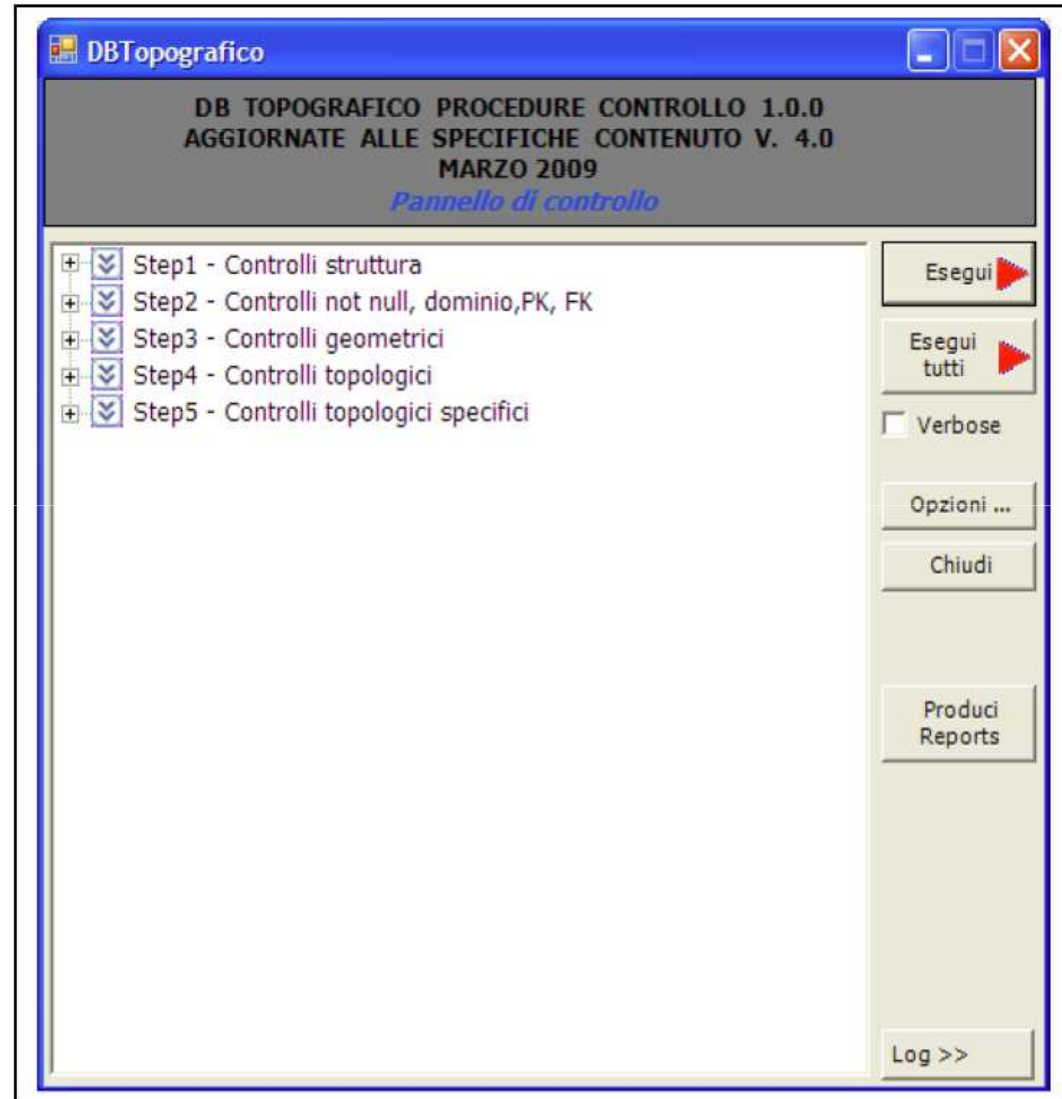 DBTopografico
DB TOPOGRAFICO PROCEDURE CONTROLLO 1.0.0
AGGIORNATE ALLE SPECIFICHE CONTENUTO V. 4.0
MARZO 2009
Pannello di controllo
Step1 - Controlli struttura
Step2 - Controlli not null, dominio,PK, FK
Step3 - Controlli geometrici
Step4 - Controlli topologici
Step5 - Controlli topologici specifici
Esegui
Esegui
tutti
Verbose
Opzioni ...
Chiudi
Produci
Reports
Log >>